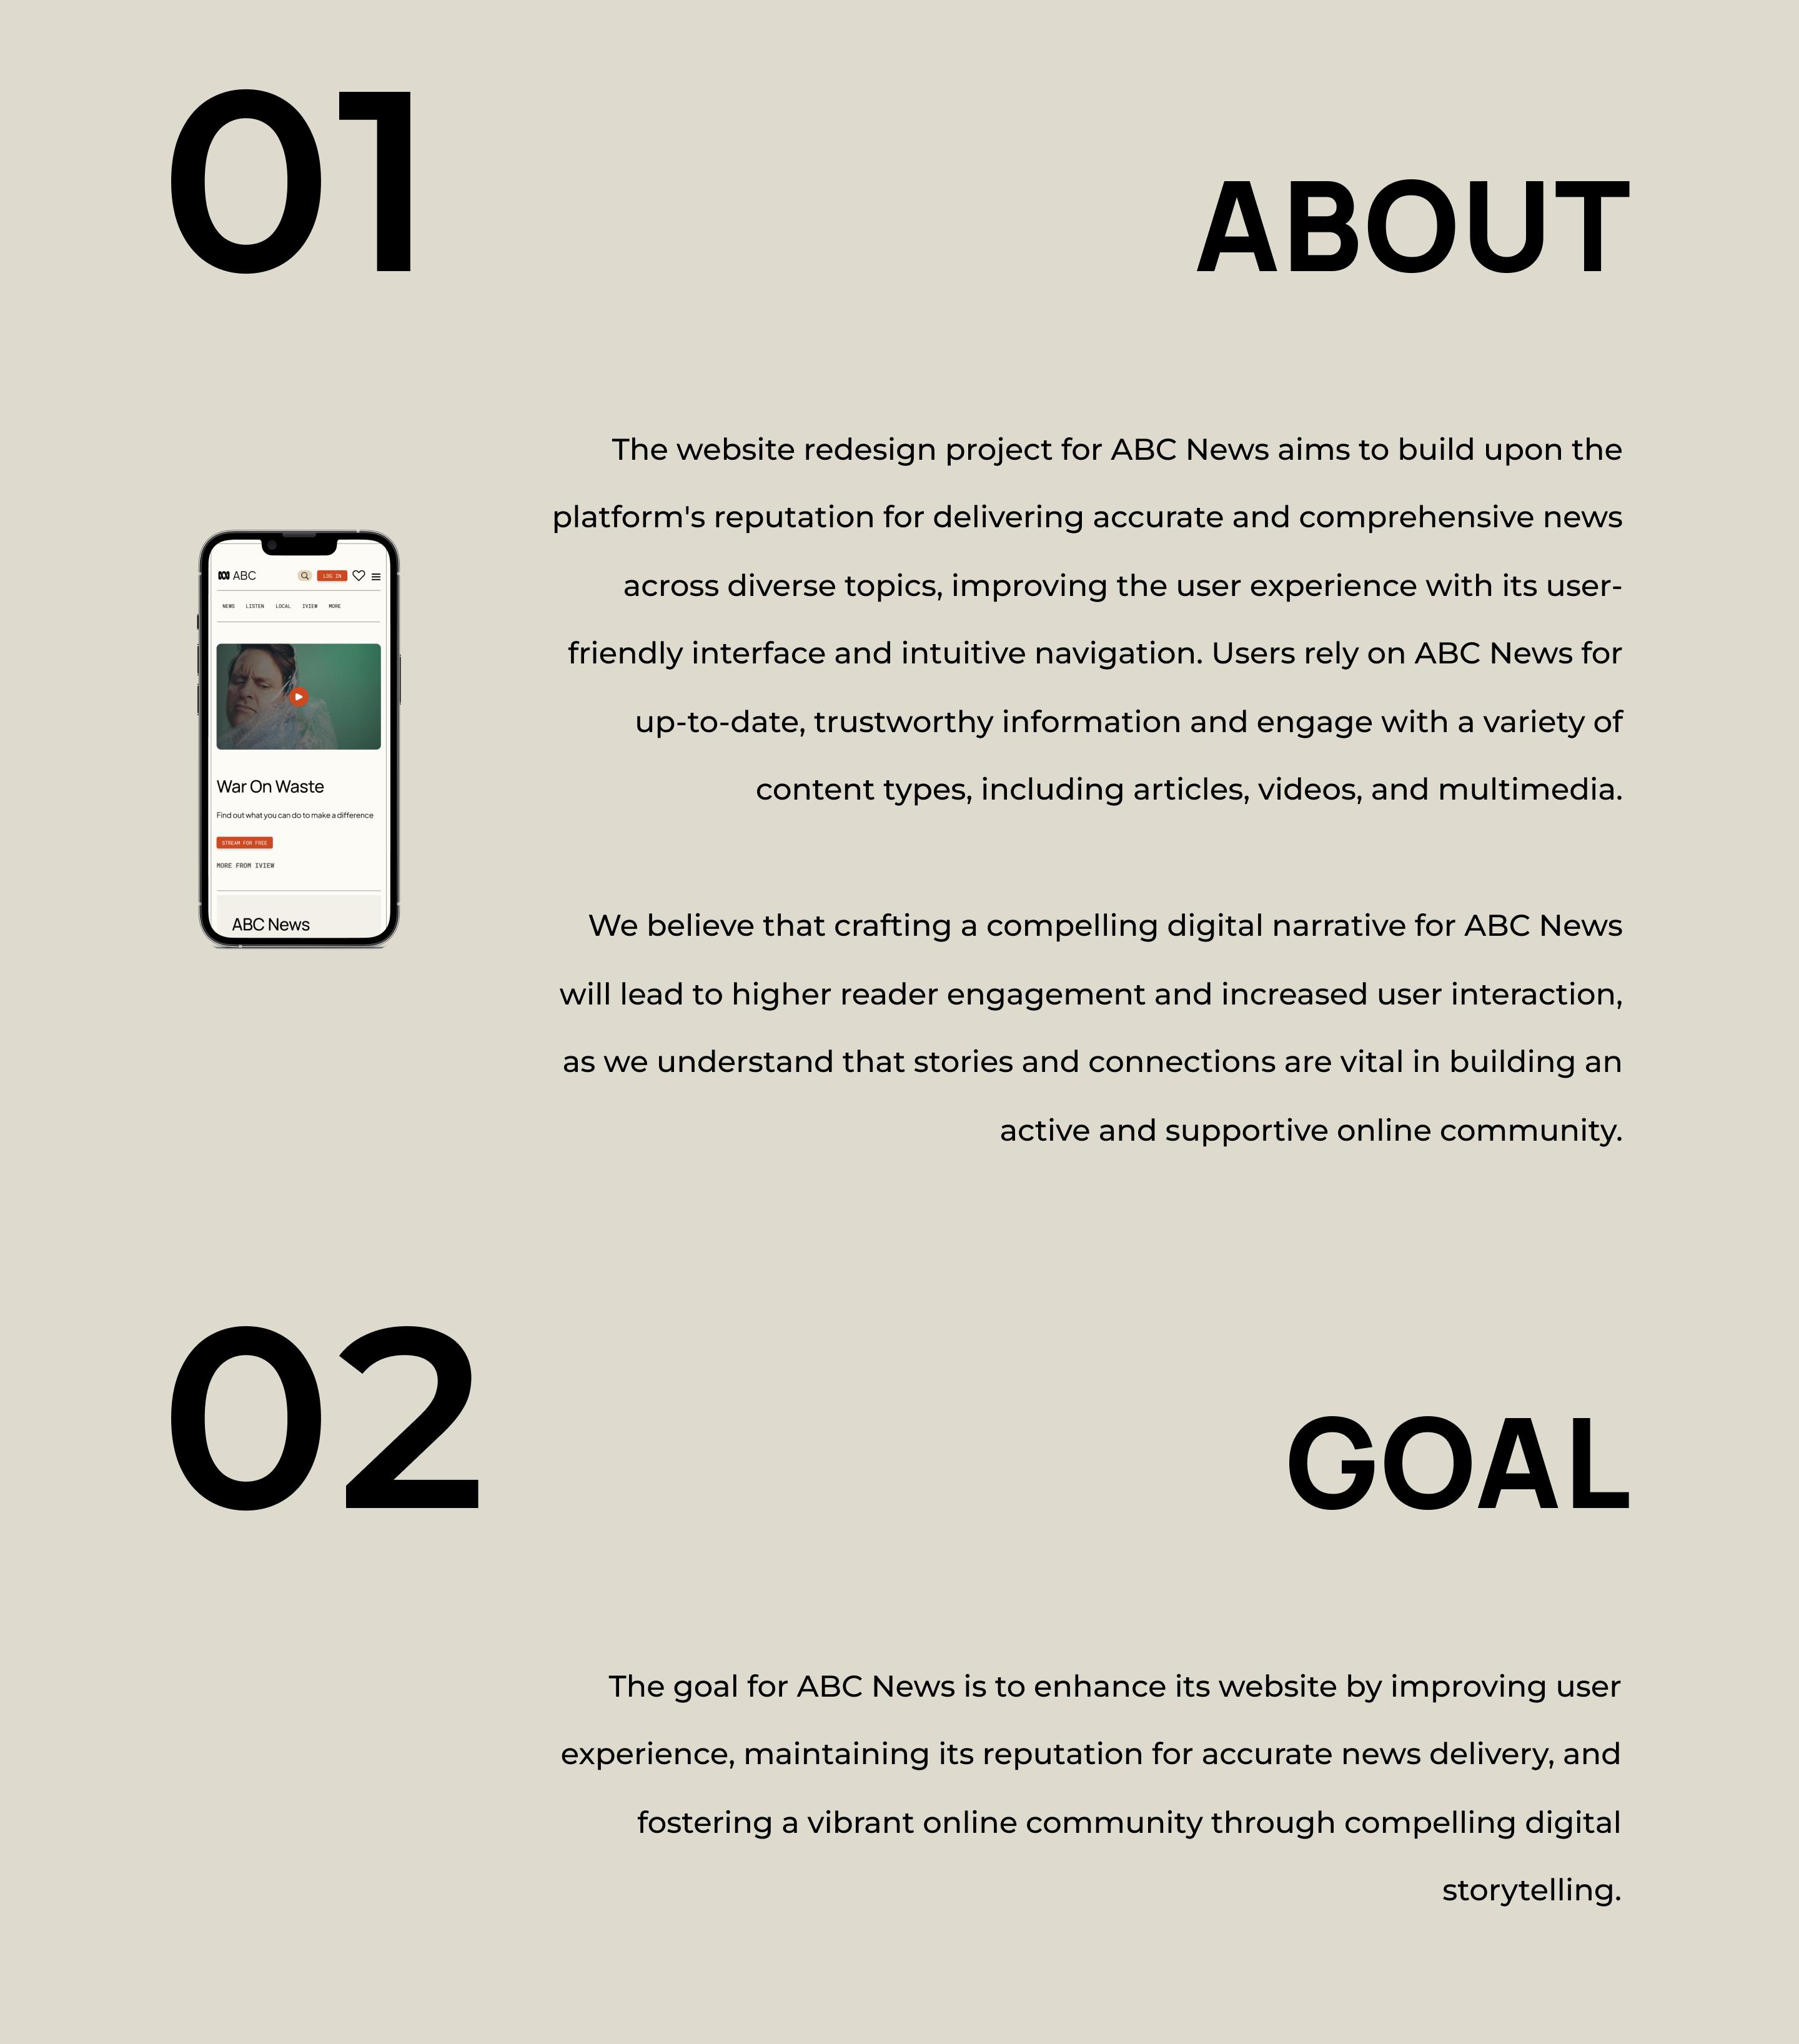 01
ABOUT
The website redesign project for ABC News aims to build upon the
platform's reputation for delivering accurate and comprehensive news
across diverse topics, improving the user experience with its user-
friendly interface and intuitive navigation. Users rely on ABC News for
up-to-date, trustworthy information and engage with a variety of
content types, including articles, videos, and multimedia.
ABC LOG IN
NEWS LISTEN LOCAL IVIEW MORE
War On Waste
Find out what you can do to make a difference
STREAM FOR FREE
MORE FROM IVIEW
ABC News
We believe that crafting a compelling digital narrative for ABC News
will lead to higher reader engagement and increased user interaction,
as we understand that stories and connections are vital in building an
active and supportive online community.
02
GOAL
The goal for ABC News is to enhance its website by improving user
experience, maintaining its reputation for accurate news delivery, and
fostering a vibrant online community through compelling digital
storytelling.